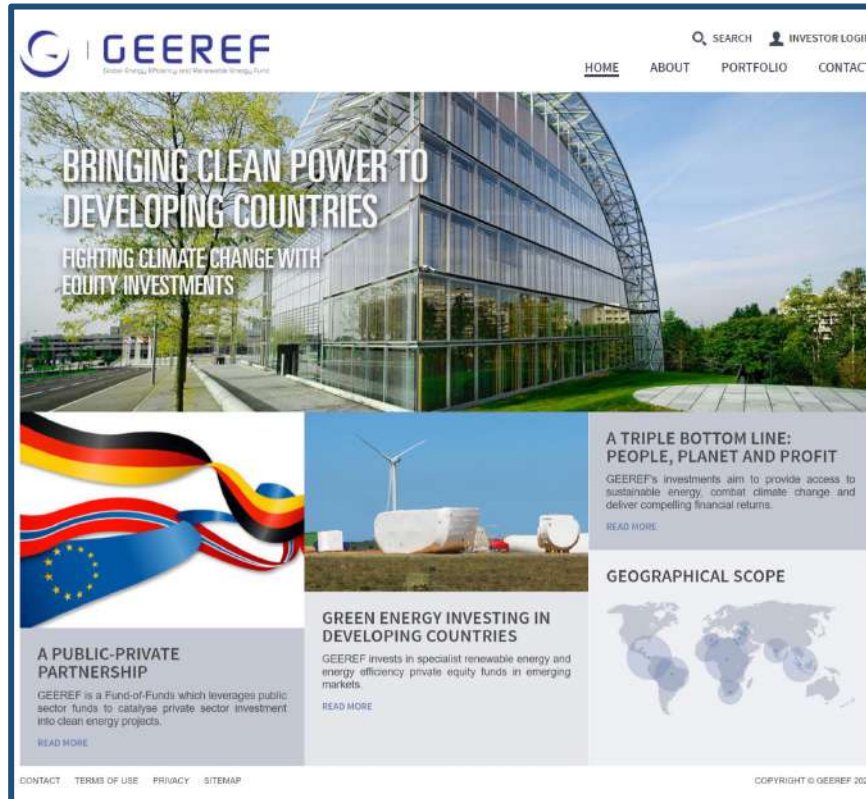 GEEREF
Global Energy Efficiency and Renewable Energy Fund
SEARCH
INVESTOR LOGIN
HOME
ABOUT
PORTFOLIO
CONTACT
BRINGING CLEAN POWER TO
DEVELOPING COUNTRIES
FIGHTING CLIMATE CHANGE WITH
EQUITY INVESTMENTS
A PUBLIC-PRIVATE
PARTNERSHIP
GEEREF is a Fund-of-Funds which leverages public
sector funds to catalyse private sector investment
into clean energy projects.
READ MORE
GREEN ENERGY INVESTING IN
DEVELOPING COUNTRIES
GEEREF invests in specialist renewable energy and
energy efficiency private equity funds in emerging
markets.
READ MORE
A TRIPLE BOTTOM LINE:
PEOPLE, PLANET AND PROFIT
GEEREF's investments aim to provide access to
sustainable energy, combat climate change and
deliver compelling financial returns.
READ MORE
GEOGRAPHICAL SCOPE
CONTACT TERMS OF USE PRIVACY SITEMAP
COPYRIGHT © GEEREF